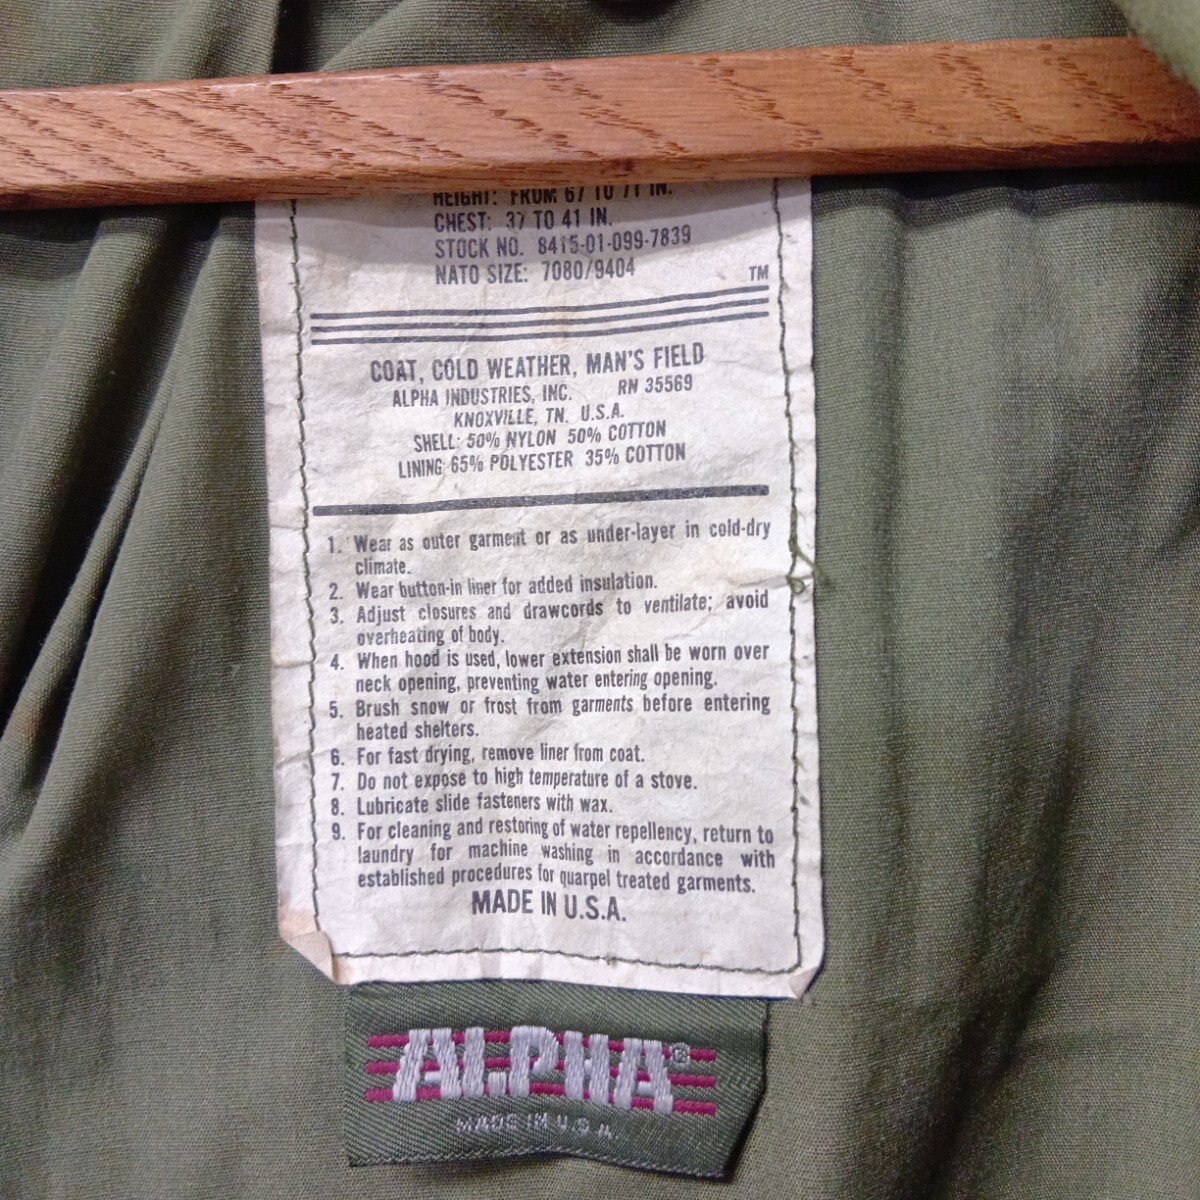 HEIGHT: FROM 67 TO 71 IN.
CHEST: 37 TO 41 IN.
STOCK NO. 8415-01-099-7839
NATO SIZE: 7080/9404
TM
COAT, COLD WEATHER, MAN'S FIELD
ALPHA INDUSTRIES, INC. RN 35569
KNOXVILLE, TN. U.S.A.
SHELL: 50% NYLON 50% COTTON
LINING: 65% POLYESTER 35% COTTON
1. Wear as outer garment or as under-layer in cold-dry
climate.
2. Wear button-in liner for added insulation.
3. Adjust closures and drawcords to ventilate; avoid
overheating of body.
4. When hood is used, lower extension shall be worn over
neck opening, preventing water entering opening.
5. Brush snow or frost from garments before entering
heated shelters.
6. For fast drying, remove liner from coat.
7. Do not expose to high temperature of a stove.
8. Lubricate slide fasteners with wax.
9. For cleaning and restoring of water repellency, return to
laundry for machine washing in accordance with
established procedures for quarpel treated garments.
MADE IN U.S.A.
ALPHA®
MADE IN U.S.A.